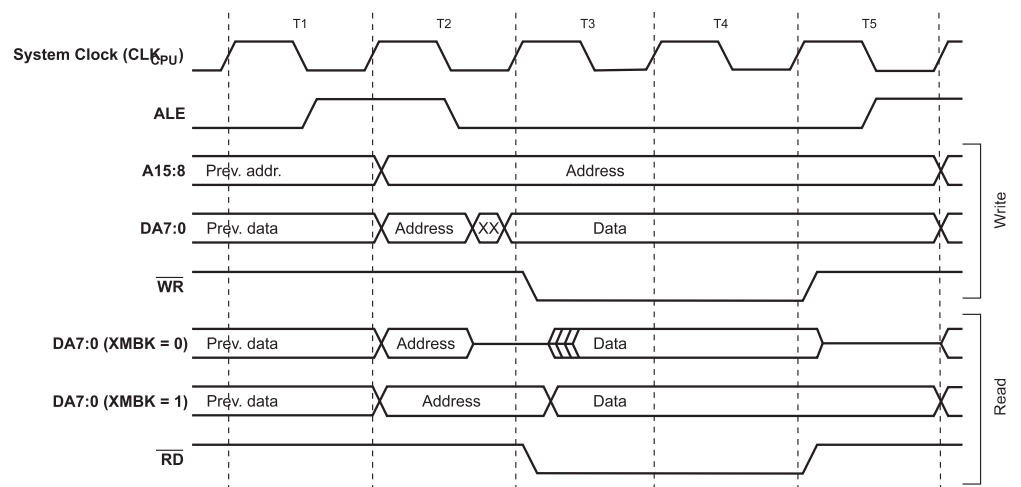 T1 T2 T3 T4 T5
System Clock (CLKCPU)
ALE
A15:8 Prev. addr. Address
DA7:0 Prev. data Address XX Data
WR
Write
DA7:0 (XMBK = 0) Prev. data Address Data
DA7:0 (XMBK = 1) Prev. data Address Data
RD
Read